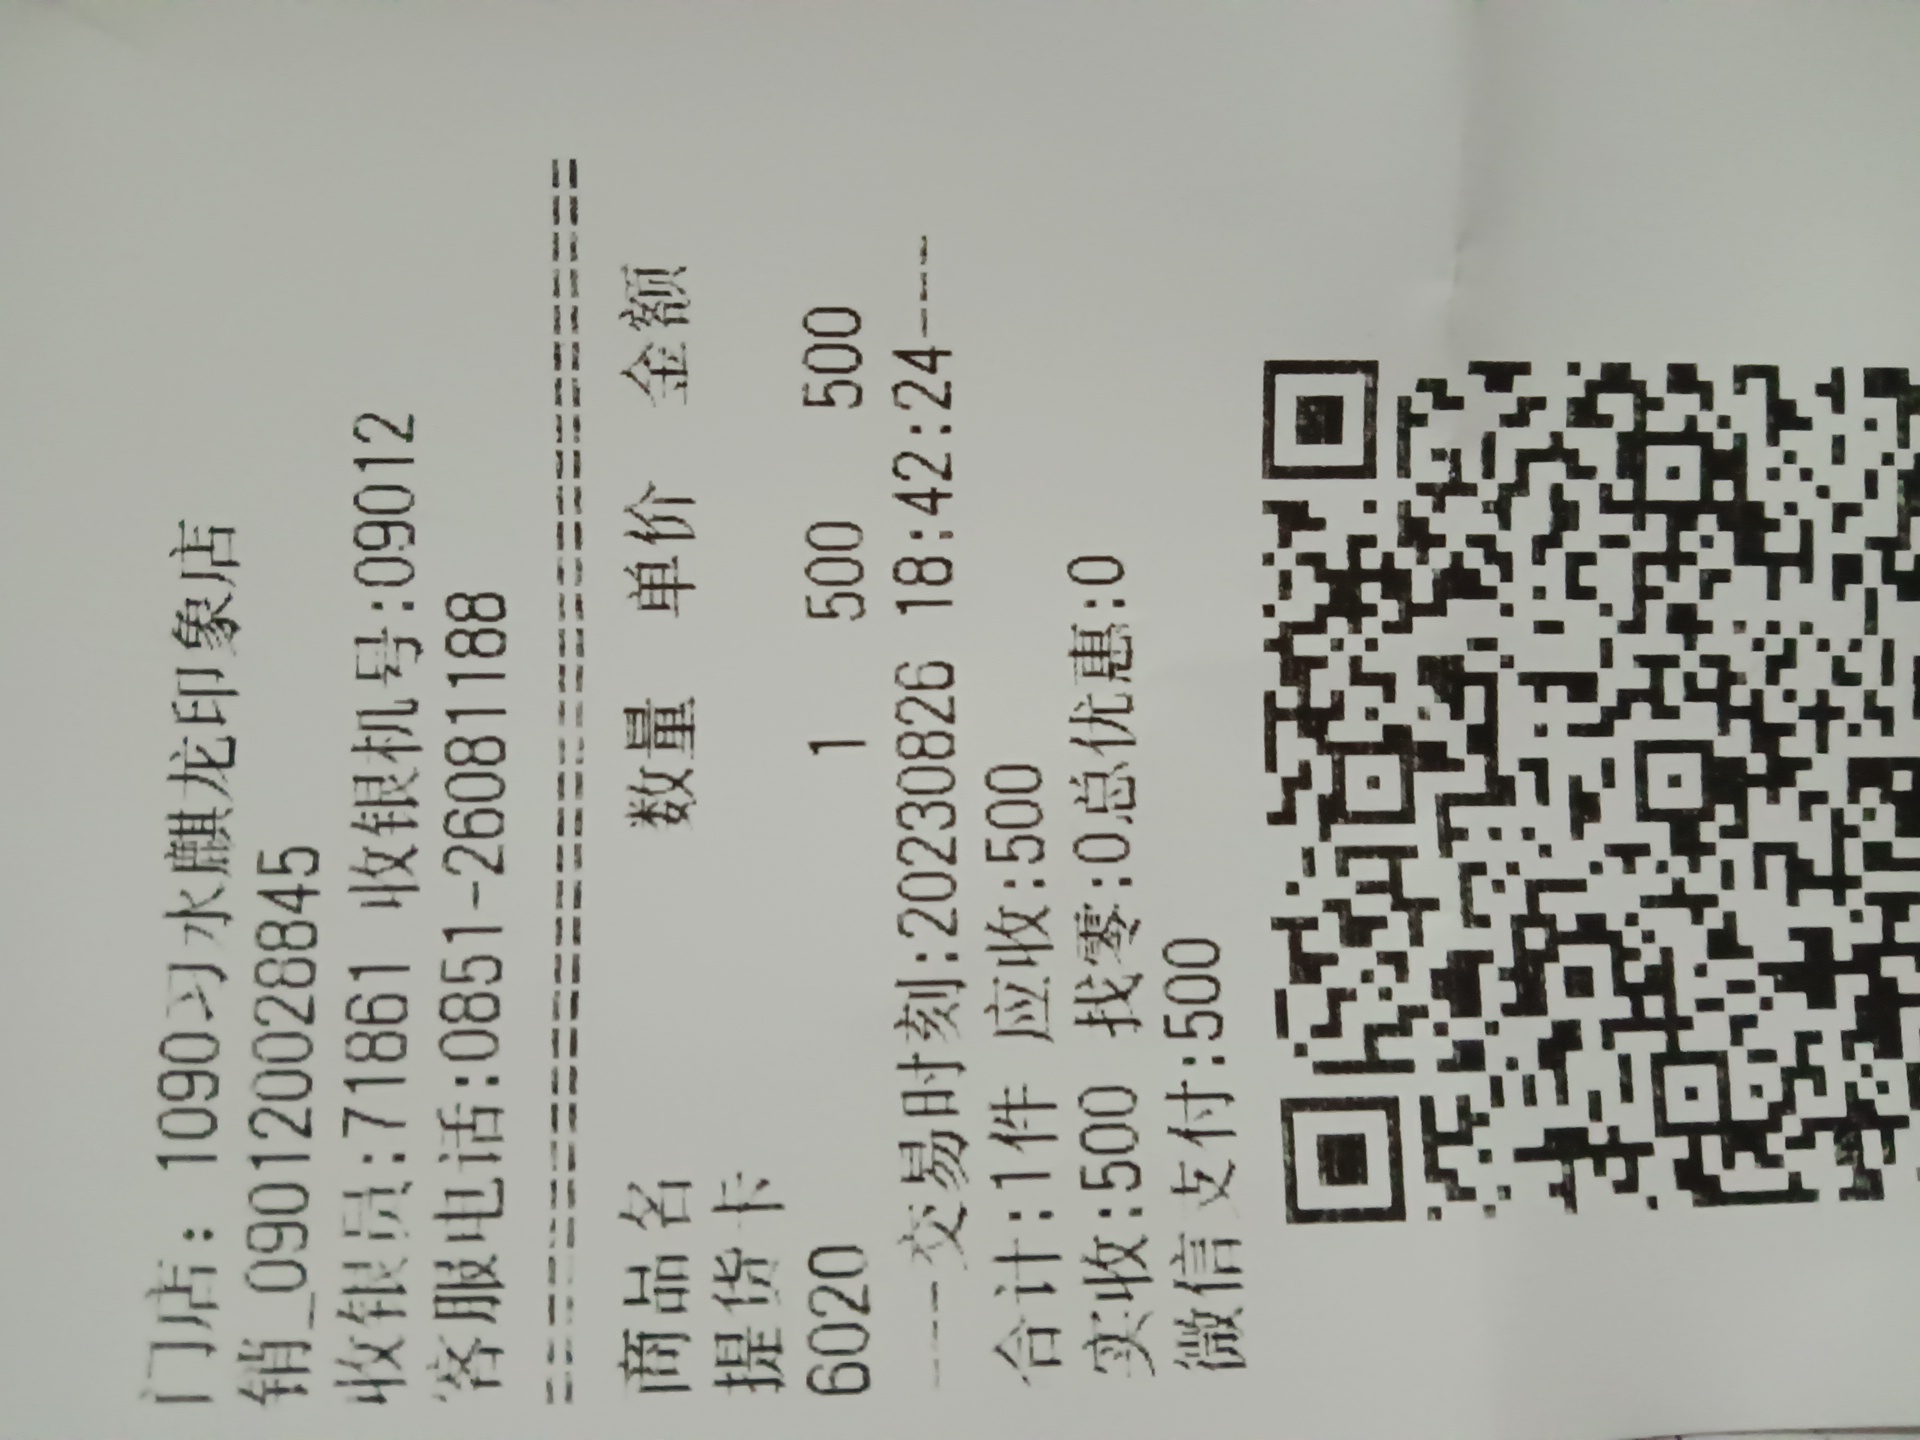 门店: 1090习水麒龙印象店
销_09012002​8845
收银员:71861 收银机号:09012
客服电话:0851-26081188
商品名 数量 单价 金额
提货卡
6020 1 500 500
----交易时刻:20230826 18:42:24----
合计:1件 应收:500
实收:500 找零:0总优惠:0
微信支付:500